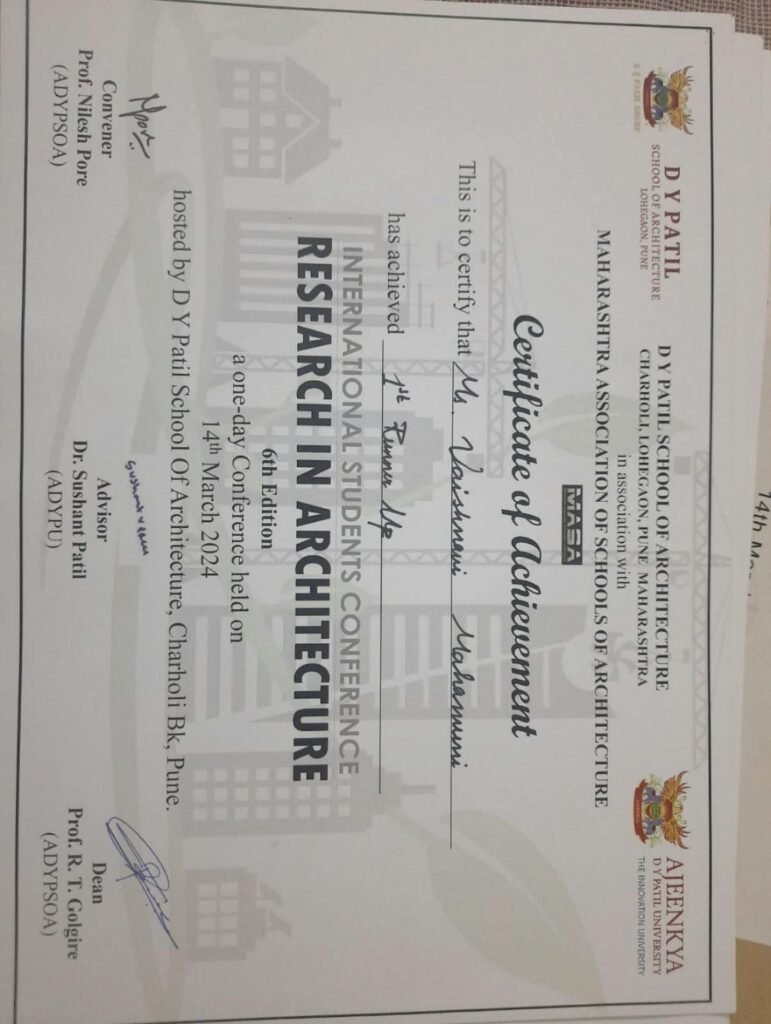 D Y PATIL GROUP
D Y PATIL
SCHOOL OF ARCHITECTURE
LOHEGAON, PUNE
D Y PATIL SCHOOL OF ARCHITECTURE
CHARHOLI, LOHEGAON, PUNE MAHARASHTRA
in association with
MAHARASHTRA ASSOCIATION OF SCHOOLS OF ARCHITECTURE
AJEENKYA
D Y PATIL UNIVERSITY
THE INNOVATION UNIVERSITY
MASA
Certificate of Achievement
This is to certify that Ms. Vaishnavi Mahamuni
has achieved 1st Runner Up
INTERNATIONAL STUDENTS CONFERENCE
RESEARCH IN ARCHITECTURE
6th Edition
a one-day Conference held on
14th March 2024
hosted by D Y Patil School Of Architecture, Charholi Bk, Pune.
Convener
Prof. Nilesh Pore
(ADYPSOA)
Advisor
Dr. Sushant Patil
(ADYPU)
Dean
Prof. R. T. Golgire
(ADYPSOA)
14th